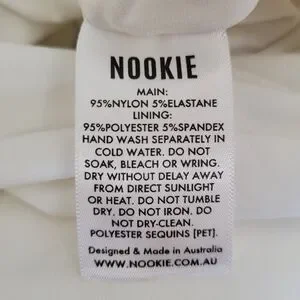 NOOKIE
MAIN:
95%NYLON 5%ELASTANE
LINING:
95%POLYESTER 5%SPANDEX
HAND WASH SEPARATELY IN
COLD WATER. DO NOT
SOAK, BLEACH OR WRING.
DRY WITHOUT DELAY AWAY
FROM DIRECT SUNLIGHT
OR HEAT. DO NOT TUMBLE
DRY. DO NOT IRON. DO
NOT DRY-CLEAN.
POLYESTER SEQUINS [PET].
Designed & Made in Australia
WWW.NOOKIE.COM.AU